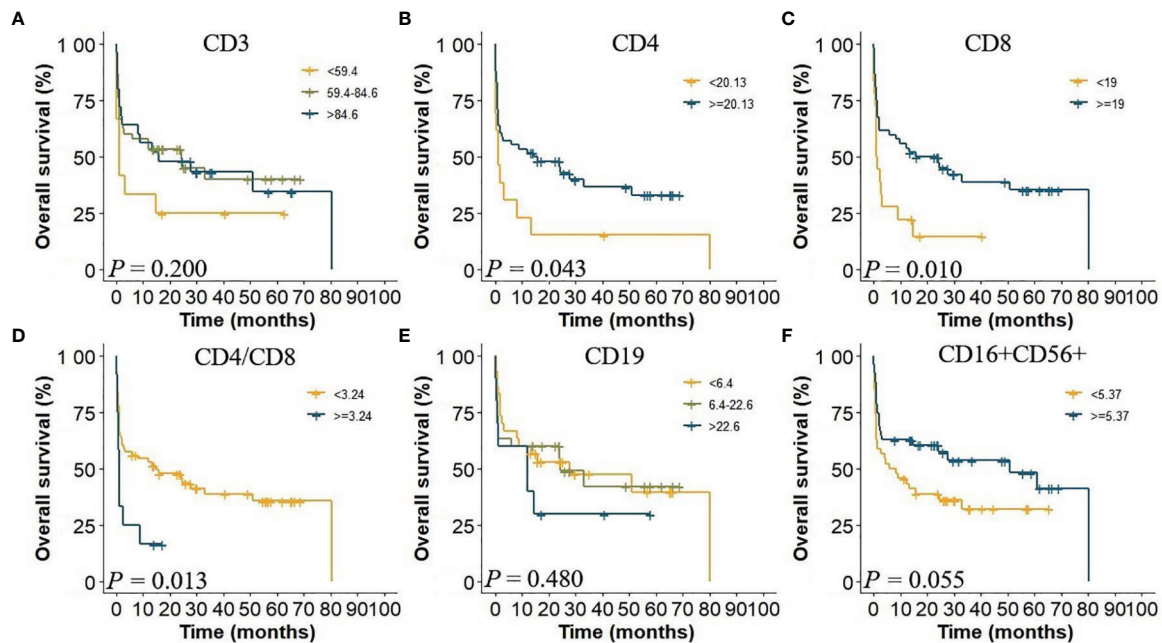 A
CD3
Overall survival (%)
1 00
75
50
25
0
<59.4
59.4-84.6
>84.6
P = 0.200
0 10 20 30 40 50 60 70 80 90100
Time (months)
B
CD4
Overall survival (%)
1 00
75
50
25
0
<20.13
>=20.13
P = 0.043
0 10 20 30 40 50 60 70 80 90100
Time (months)
C
CD8
Overall survival (%)
1 00
75
50
25
0
<19
>=19
P = 0.010
0 10 20 30 40 50 60 70 80 90100
Time (months)
D
CD4/CD8
Overall survival (%)
1 00
75
50
25
0
<3.24
>=3.24
P = 0.013
0 10 20 30 40 50 60 70 80 90100
Time (months)
E
CD19
Overall survival (%)
1 00
75
50
25
0
<6.4
6.4-22.6
>22.6
P = 0.480
0 10 20 30 40 50 60 70 80 90100
Time (months)
F
CD16+CD56+
Overall survival (%)
1 00
75
50
25
0
<5.37
>=5.37
P = 0.055
0 10 20 30 40 50 60 70 80 90100
Time (months)